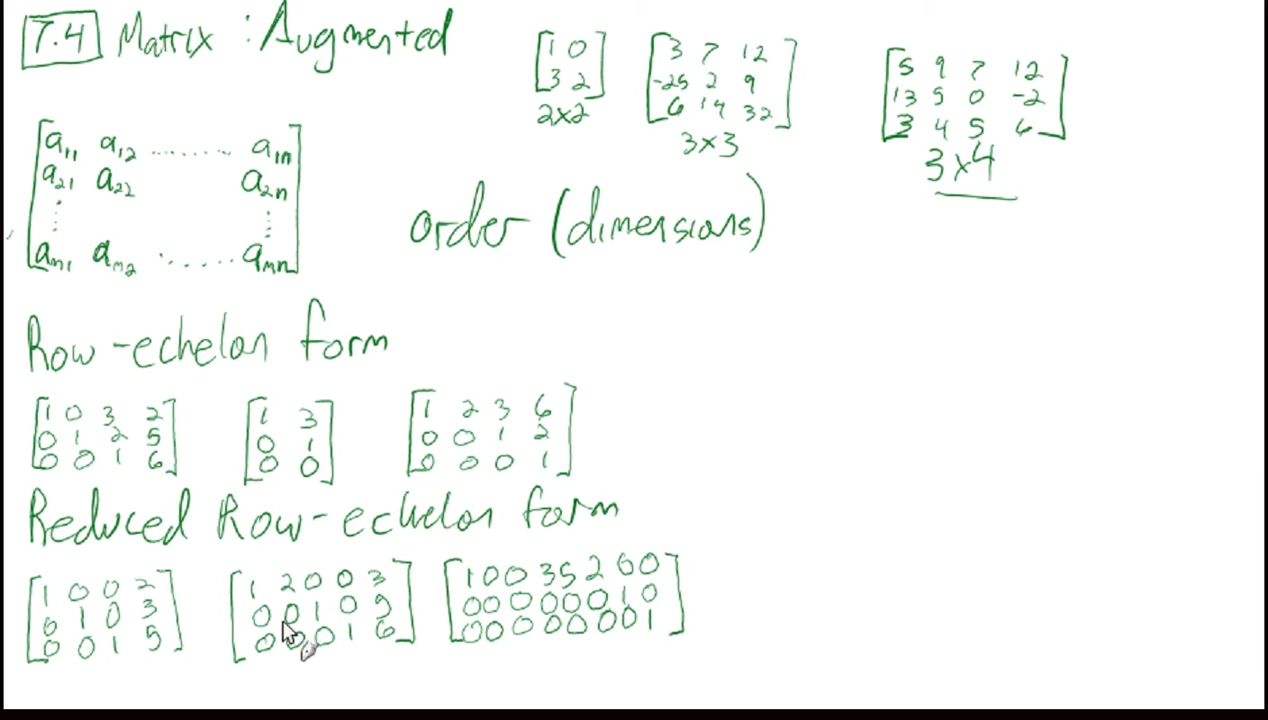 7.4 Matrix : Augmented
1 0
3 2
2x2
3 7 12
-25 2 9
6 14 32
3x3
5 9 7 12
13 5 0 -2
3 4 5 6
3x4
a11 a12 ........ a1n
a21 a22 a2n
⋮ ⋮
am1 am2 ...... amn
order (dimensions)
Row-echelon form
1 0 3 2
0 1 2 5
0 0 1 6
1 3
0 1
0 0
1 2 3 6
0 0 1 2
0 0 0 1
Reduced Row-echelon form
1 0 0 2
0 1 0 3
0 0 1 5
1 2 0 0 3
0 0 1 0 9
0 0 0 1 6
1 0 0 3 5 2 0 0
0 0 0 0 0 0 1 0
0 0 0 0 0 0 0 1